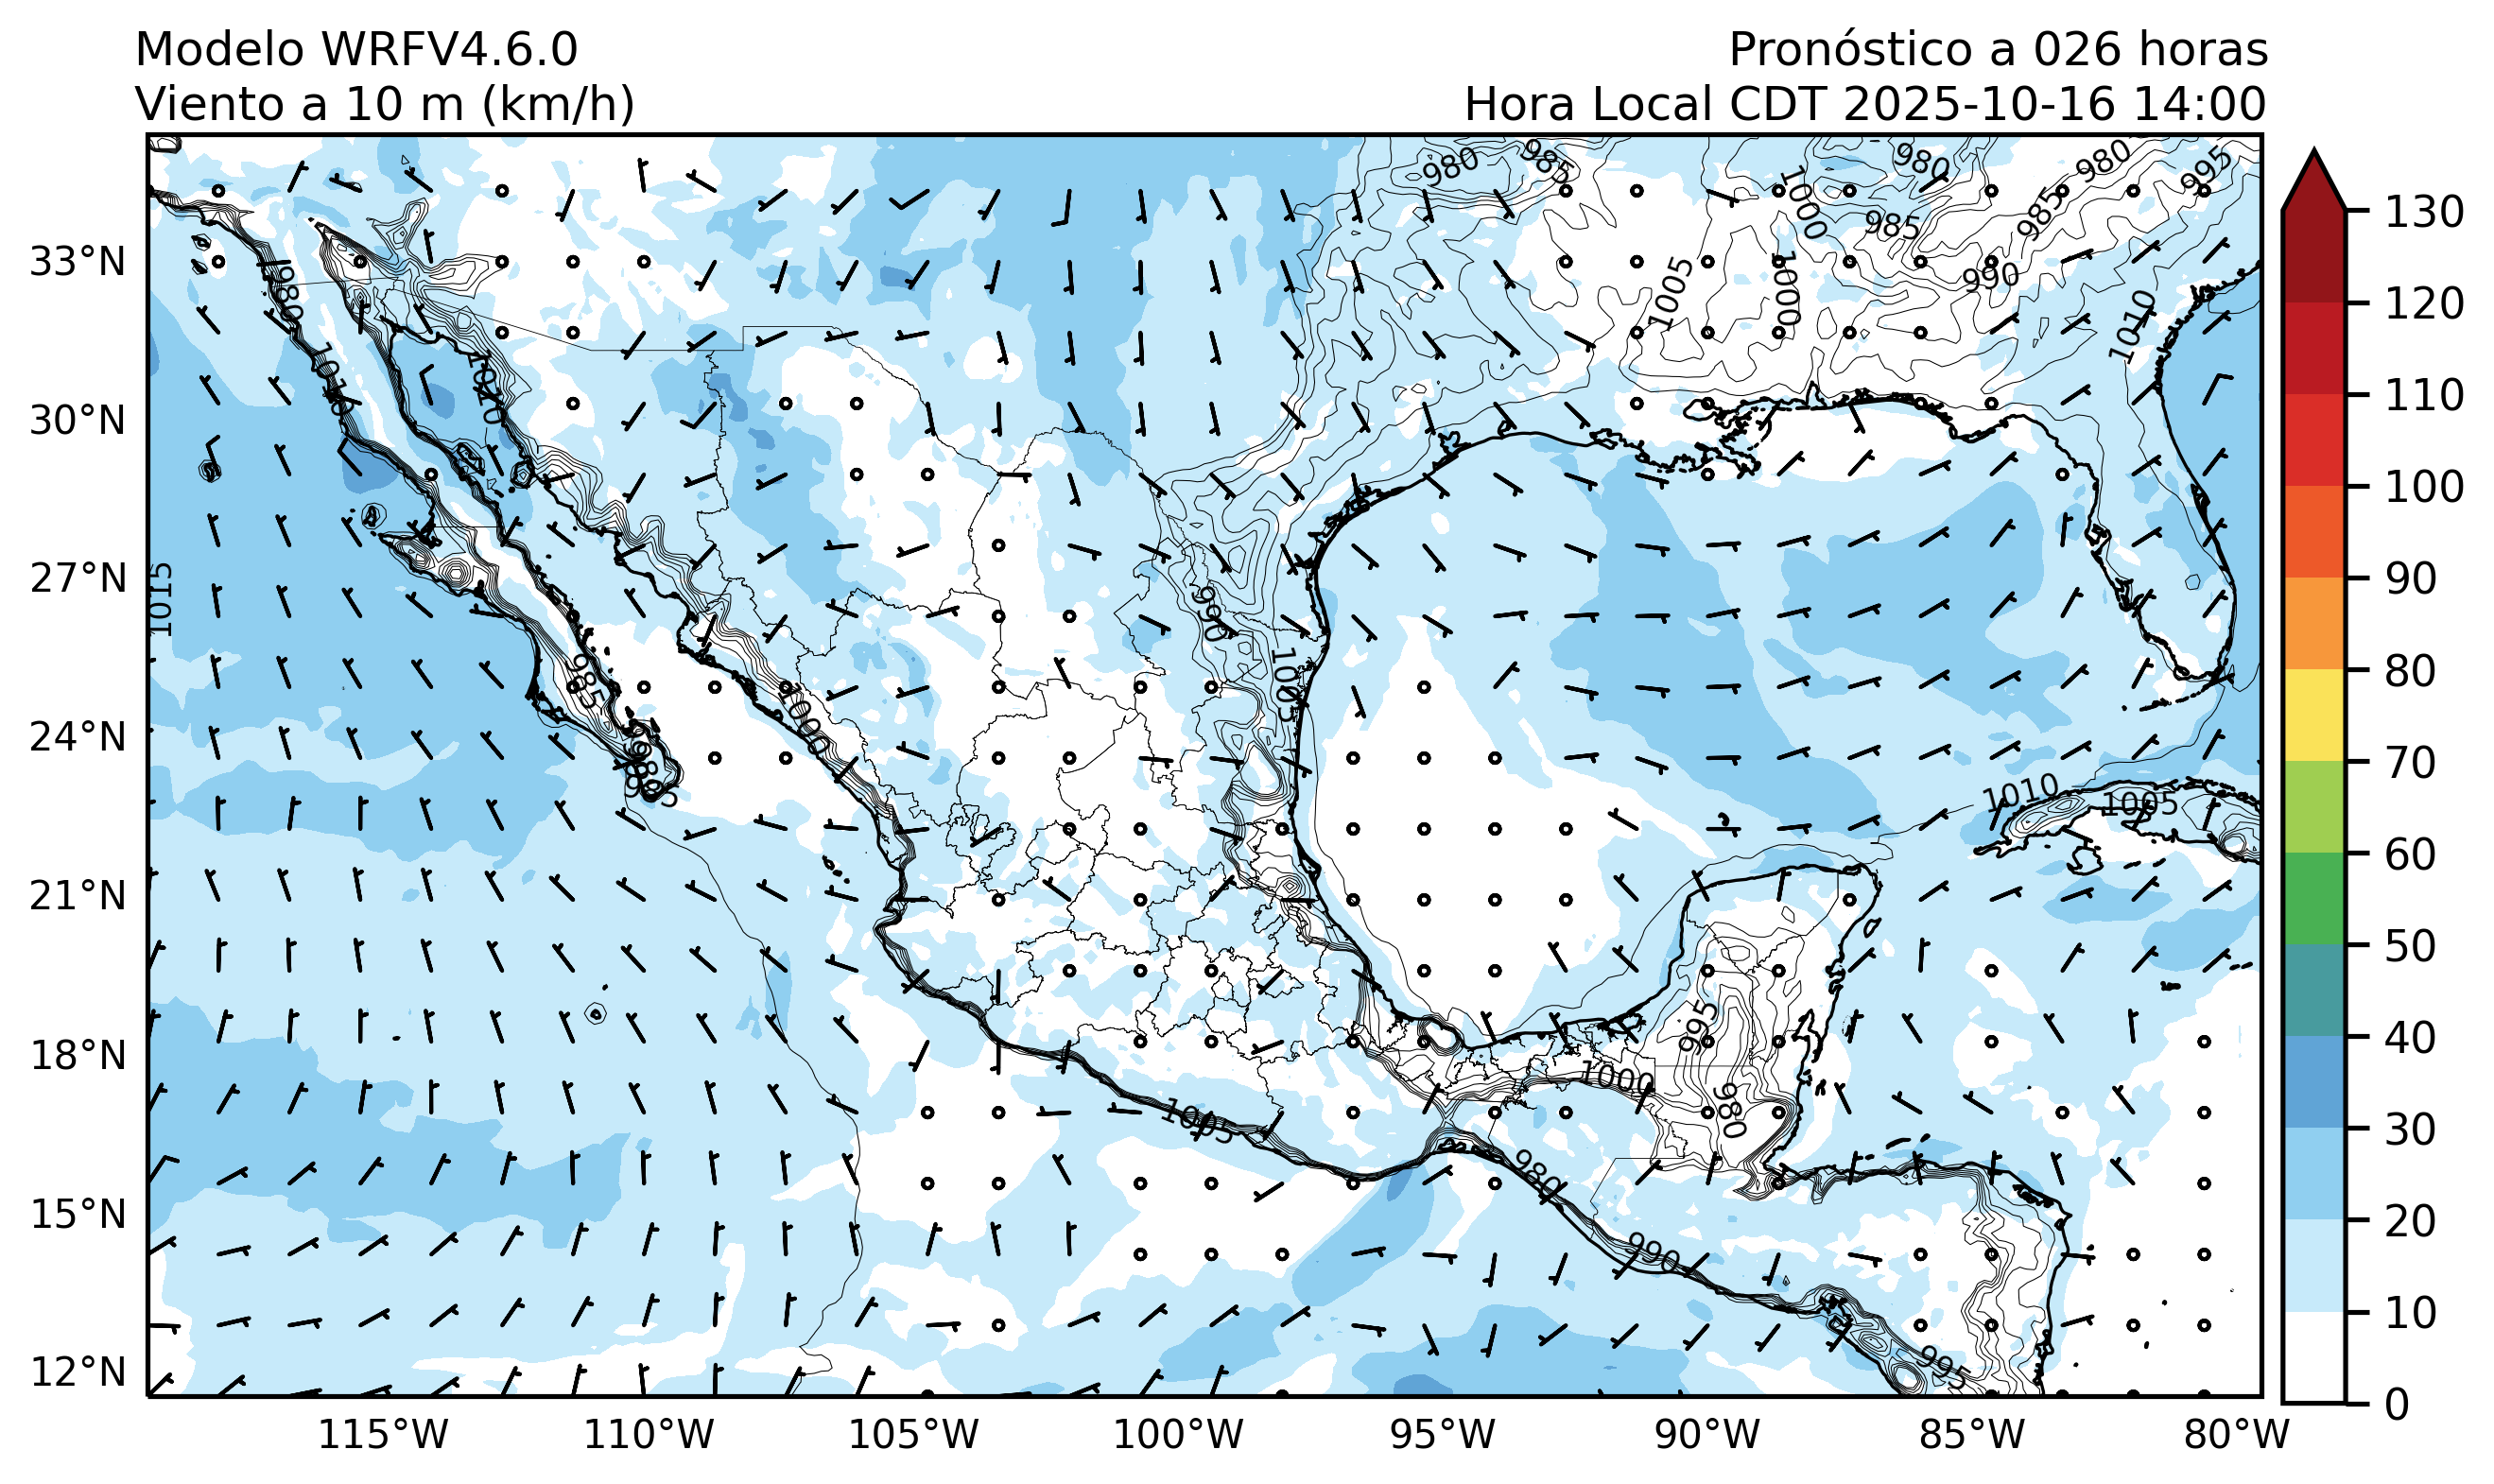 Modelo WRFV4.6.0
Pronóstico a 026 horas
Viento a 10 m (km/h)
Hora Local CDT 2025-10-16 14:00
980
985
980
980
995
1000
985
985
33°N
990
1005
1000
980
1010
1010
1010
30°N
27°N
1015
990
985
1005
24°N
1000
985
1010
1005
21°N
995
18°N
1000
980
1005
980
15°N
990
12°N
995
115°W
110°W
105°W
100°W
95°W
90°W
85°W
80°W
130
120
110
100
90
80
70
60
50
40
30
20
10
0